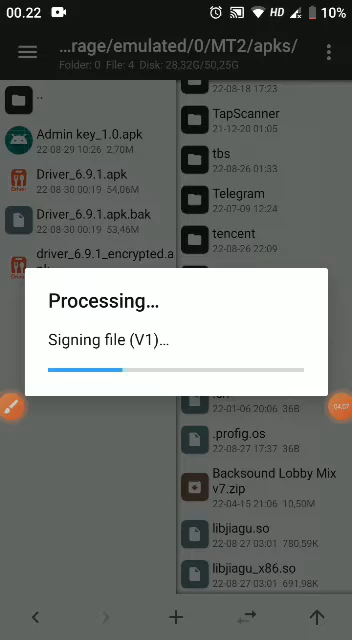 00.22
HD
10%
...rage/emulated/0/MT2/apks/
Folder: 0 File: 4 Disk: 28,32G/50,25G
..
Admin key_1.0.apk
22-08-29 10:26 2,70M
Driver_6.9.1.apk
22-08-30 00:19 54,06M
Driver_6.9.1.apk.bak
22-08-30 00:19 53,46M
driver_6.9.1_encrypted.a
22-08-18 17:23
TapScanner
21-12-20 01:05
tbs
22-08-26 01:33
Telegram
22-07-09 12:24
tencent
22-08-26 22:09
Processing...
Signing file (V1)...
04:07
22-01-06 20:06 36B
.profig.os
22-08-27 17:37 36B
Backsound Lobby Mix
v7.zip
22-04-15 21:06 10,50M
libjiagu.so
22-08-27 03:01 780,59K
libjiagu_x86.so
22-08-27 03:01 691,98K